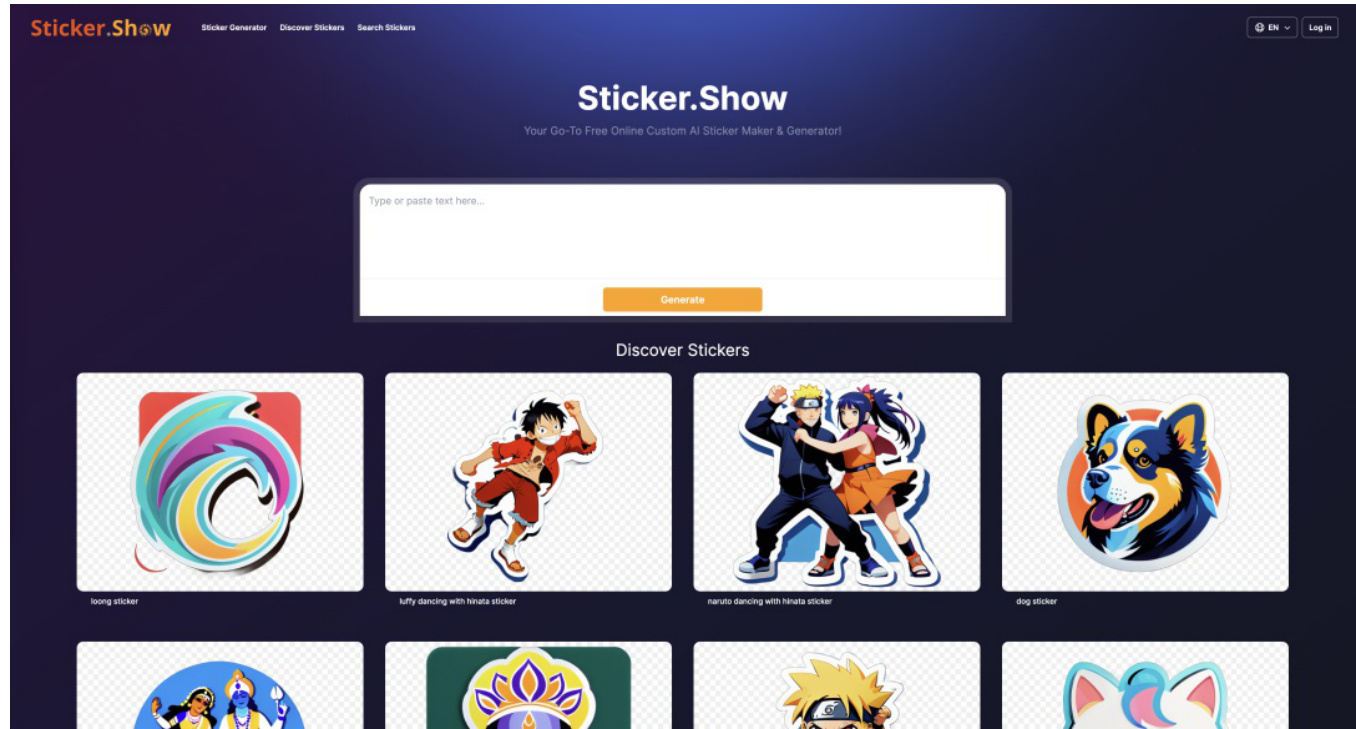 Sticker.Show
Sticker Generator Discover Stickers Search Stickers
EN
Log in
Sticker.Show
Your Go-To Free Online Custom AI Sticker Maker & Generator!
Type or paste text here...
Generate
Discover Stickers
loong sticker
luffy dancing with hinata sticker
naruto dancing with hinata sticker
dog sticker